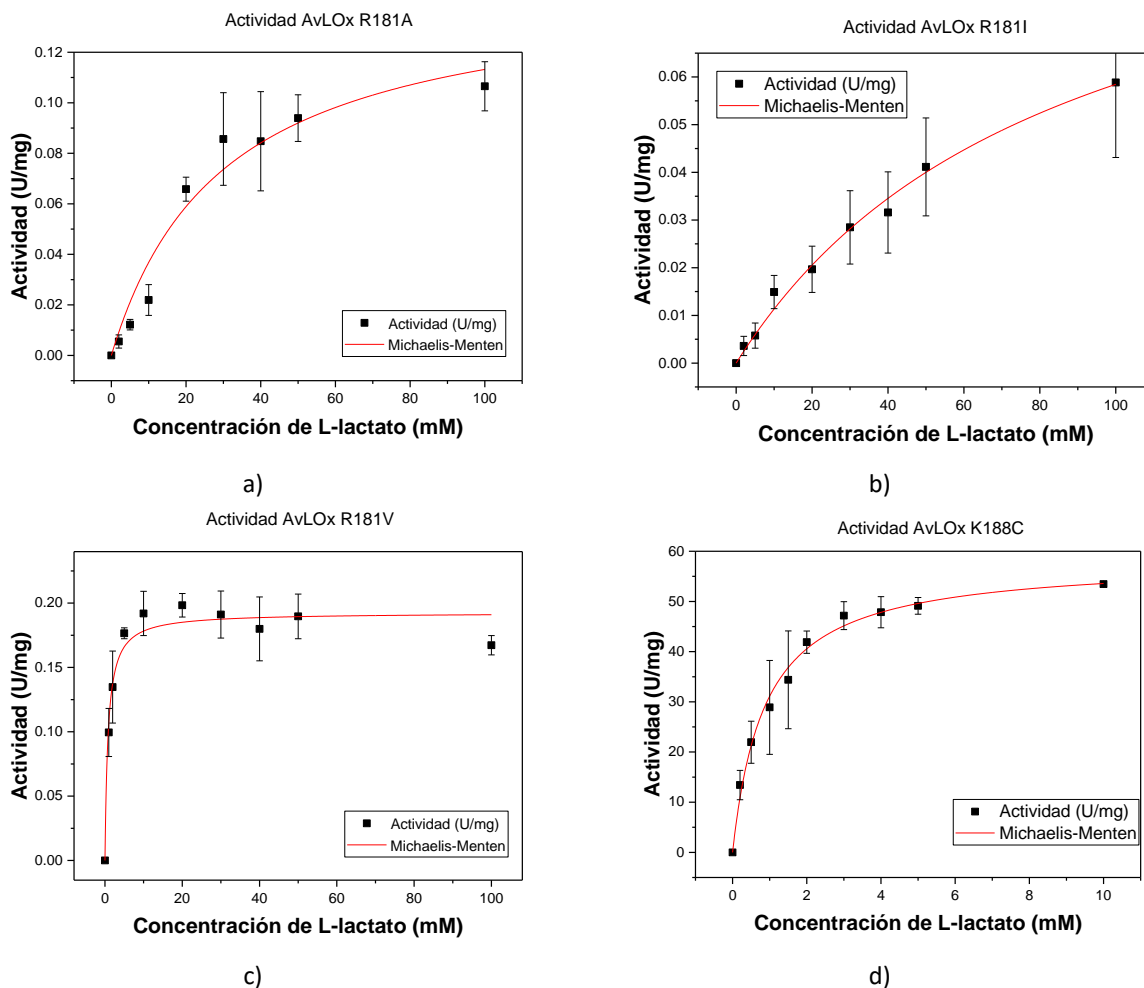 Actividad AvLOx R181A
0.12
0.10
0.08
0.06
0.04
0.02
0.00
Actividad (U/mg)
Actividad (U/mg)
Michaelis-Menten
0
20
40
60
80
100
Concentración de L-lactato (mM)
a)
Actividad AvLOx R181I
0.06
0.05
0.04
0.03
0.02
0.01
0.00
Actividad (U/mg)
Actividad (U/mg)
Michaelis-Menten
0
20
40
60
80
100
Concentración de L-lactato (mM)
b)
Actividad AvLOx R181V
0.20
0.15
0.10
0.05
0.00
Actividad (U/mg)
Actividad (U/mg)
Michaelis-Menten
0
20
40
60
80
100
Concentración de L-lactato (mM)
c)
Actividad AvLOx K188C
60
50
40
30
20
10
0
Actividad (U/mg)
Actividad (U/mg)
Michaelis-Menten
0
2
4
6
8
10
Concentración de L-lactato (mM)
d)